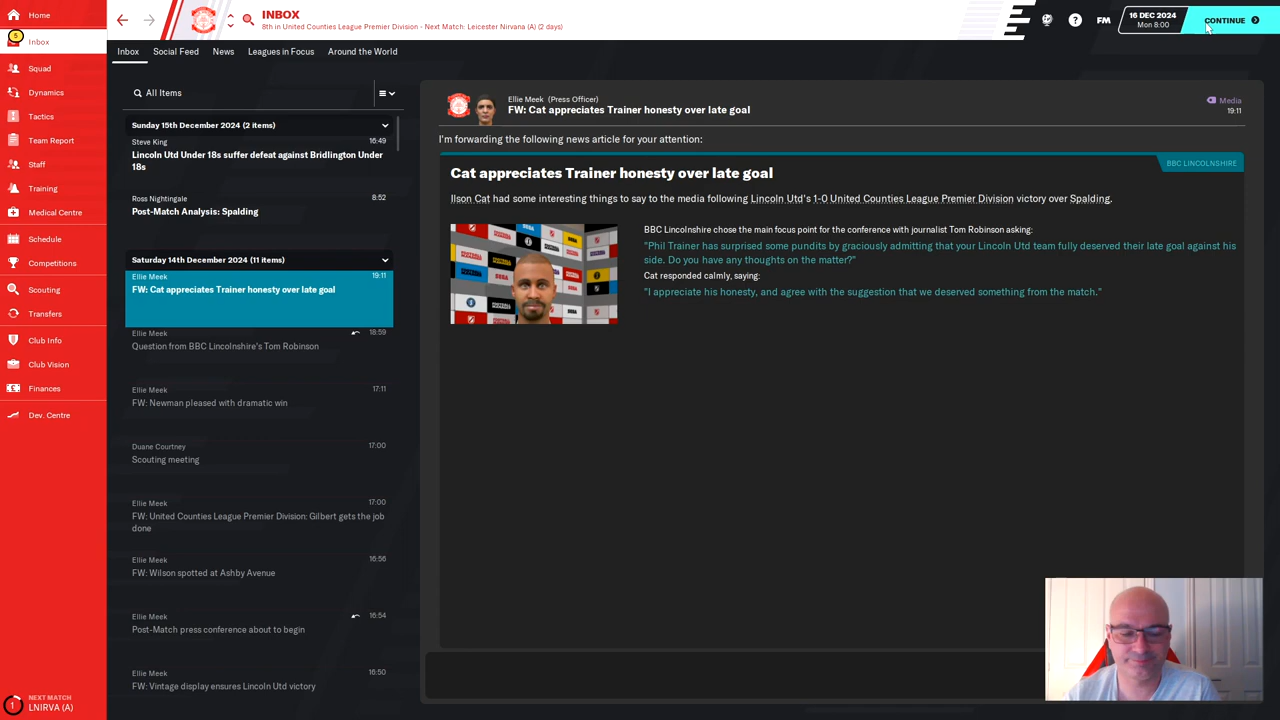 Home
5
Inbox
Squad
Dynamics
Tactics
Team Report
Staff
Training
Medical Centre
Schedule
Competitions
Scouting
Transfers
Club Info
Club Vision
Finances
Dev. Centre
1
NEXT MATCH
LNIRVA (A)
INBOX
8th in United Counties League Premier Division - Next Match: Leicester Nirvana (A) (2 days)
?
FM
16 DEC 2024
Mon 8:00
CONTINUE
Inbox
Social Feed
News
Leagues in Focus
Around the World
All Items
Sunday 15th December 2024 (2 items)
Steve King 16:49
Lincoln Utd Under 18s suffer defeat against Bridlington Under
18s
Ross Nightingale 8:52
Post-Match Analysis: Spalding
Saturday 14th December 2024 (11 items)
Ellie Meek 19:11
FW: Cat appreciates Trainer honesty over late goal
Ellie Meek 18:59
Question from BBC Lincolnshire's Tom Robinson
Ellie Meek 17:11
FW: Newman pleased with dramatic win
Duane Courtney 17:00
Scouting meeting
Ellie Meek 17:00
FW: United Counties League Premier Division: Gilbert gets the job
done
Ellie Meek 16:56
FW: Wilson spotted at Ashby Avenue
Ellie Meek 16:54
Post-Match press conference about to begin
Ellie Meek 16:50
FW: Vintage display ensures Lincoln Utd victory
Ellie Meek (Press Officer)
FW: Cat appreciates Trainer honesty over late goal
Media
19:11
I'm forwarding the following news article for your attention:
BBC LINCOLNSHIRE
Cat appreciates Trainer honesty over late goal
Ilson Cat had some interesting things to say to the media following Lincoln Utd's 1-0 United Counties League Premier Division victory over Spalding.
BBC Lincolnshire chose the main focus point for the conference with journalist Tom Robinson asking:
"Phil Trainer has surprised some pundits by graciously admitting that your Lincoln Utd team fully deserved their late goal against his
side. Do you have any thoughts on the matter?"
Cat responded calmly, saying:
"I appreciate his honesty, and agree with the suggestion that we deserved something from the match."